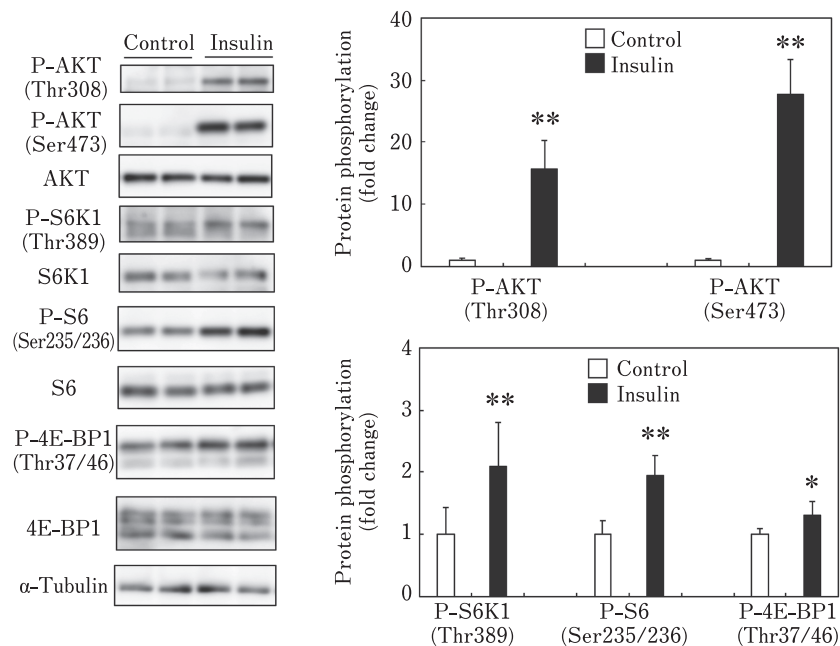 Control Insulin
P-AKT
(Thr308)
P-AKT
(Ser473)
AKT
P-S6K1
(Thr389)
S6K1
P-S6
(Ser235/236)
S6
P-4E-BP1
(Thr37/46)
4E-BP1
α-Tubulin
Protein phosphorylation
(fold change)
40
30
20
10
0
Control
Insulin
**
**
P-AKT
(Thr308)
P-AKT
(Ser473)
Protein phosphorylation
(fold change)
4
3
2
1
0
Control
Insulin
**
**
*
P-S6K1
(Thr389)
P-S6
(Ser235/236)
P-4E-BP1
(Thr37/46)